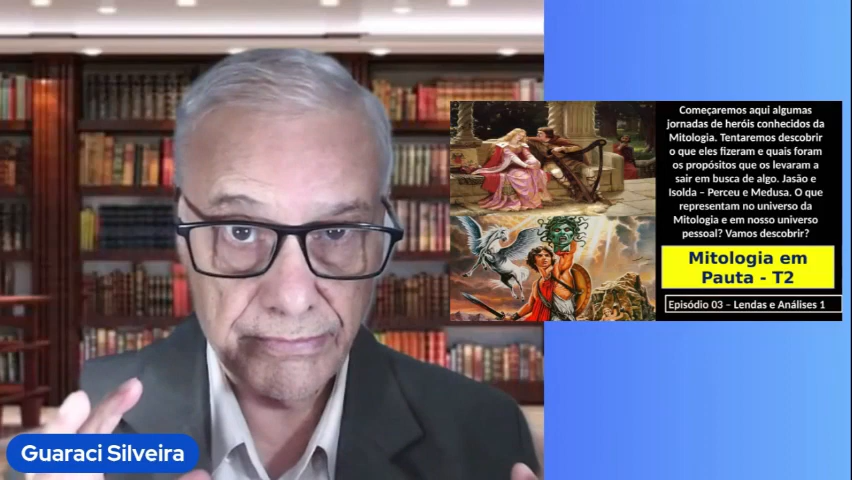 Começaremos aqui algumas
jornadas de heróis conhecidos da
Mitologia. Tentaremos descobrir
o que eles fizeram e quais foram
os propósitos que os levaram a
sair em busca de algo. Jasão e
Isolda – Perceu e Medusa. O que
representam no universo da
Mitologia e em nosso universo
pessoal? Vamos descobrir?
Mitologia em
Pauta - T2
Episódio 03 – Lendas e Análises 1
Guaraci Silveira